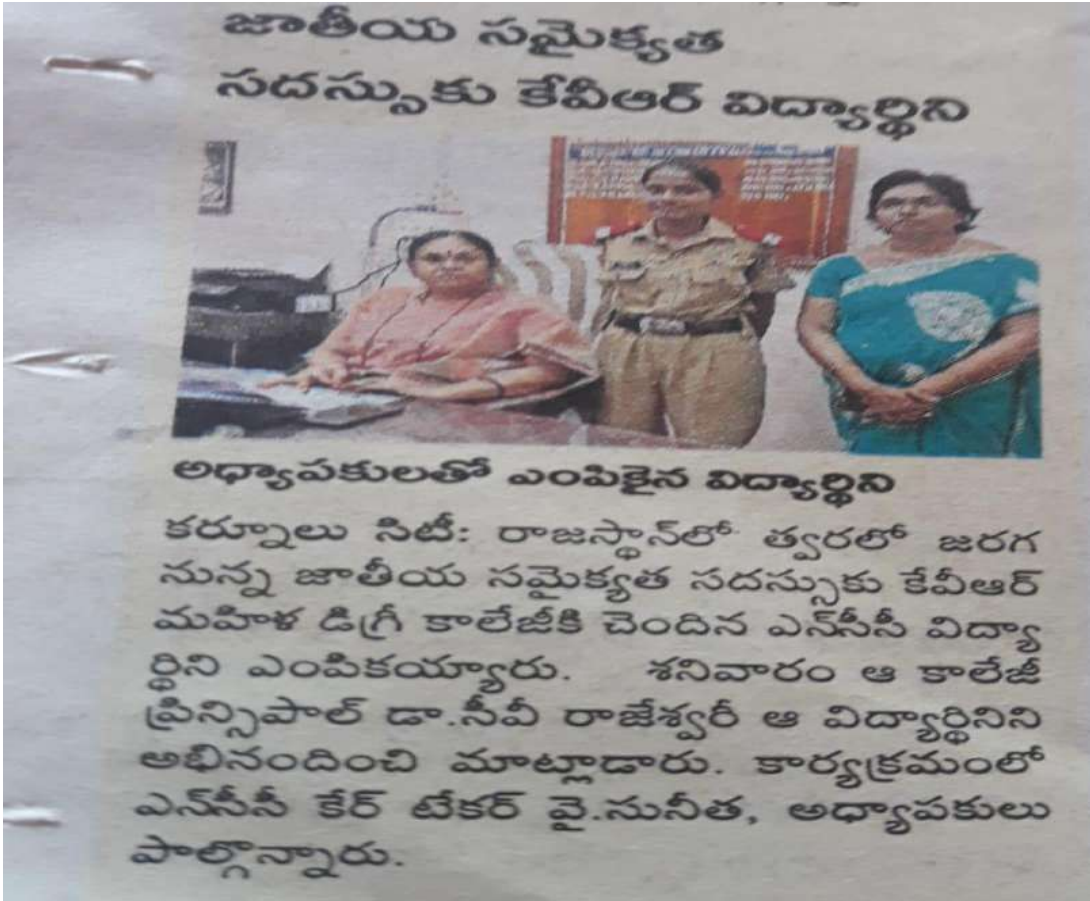 జాతీయ సమైక్యత
సదస్సుకు కేవీఆర్ విద్యార్థిని
అధ్యాపకులతో ఎంపికైన విద్యార్థిని
కర్నూలు సిటీ: రాజస్థాన్‌లో త్వరలో జరగ
నున్న జాతీయ సమైక్యత సదస్సుకు కేవీఆర్
మహిళ డిగ్రీ కాలేజీకి చెందిన ఎన్‌సీసీ విద్యా
ర్థిని ఎంపికయ్యారు. శనివారం ఆ కాలేజీ
ప్రిన్సిపాల్ డా.సీవీ రాజేశ్వరీ ఆ విద్యార్థినిని
అభినందించి మాట్లాడారు. కార్యక్రమంలో
ఎన్‌సీసీ కేర్ టేకర్ వై.సునీత, అధ్యాపకులు
పాల్గొన్నారు.